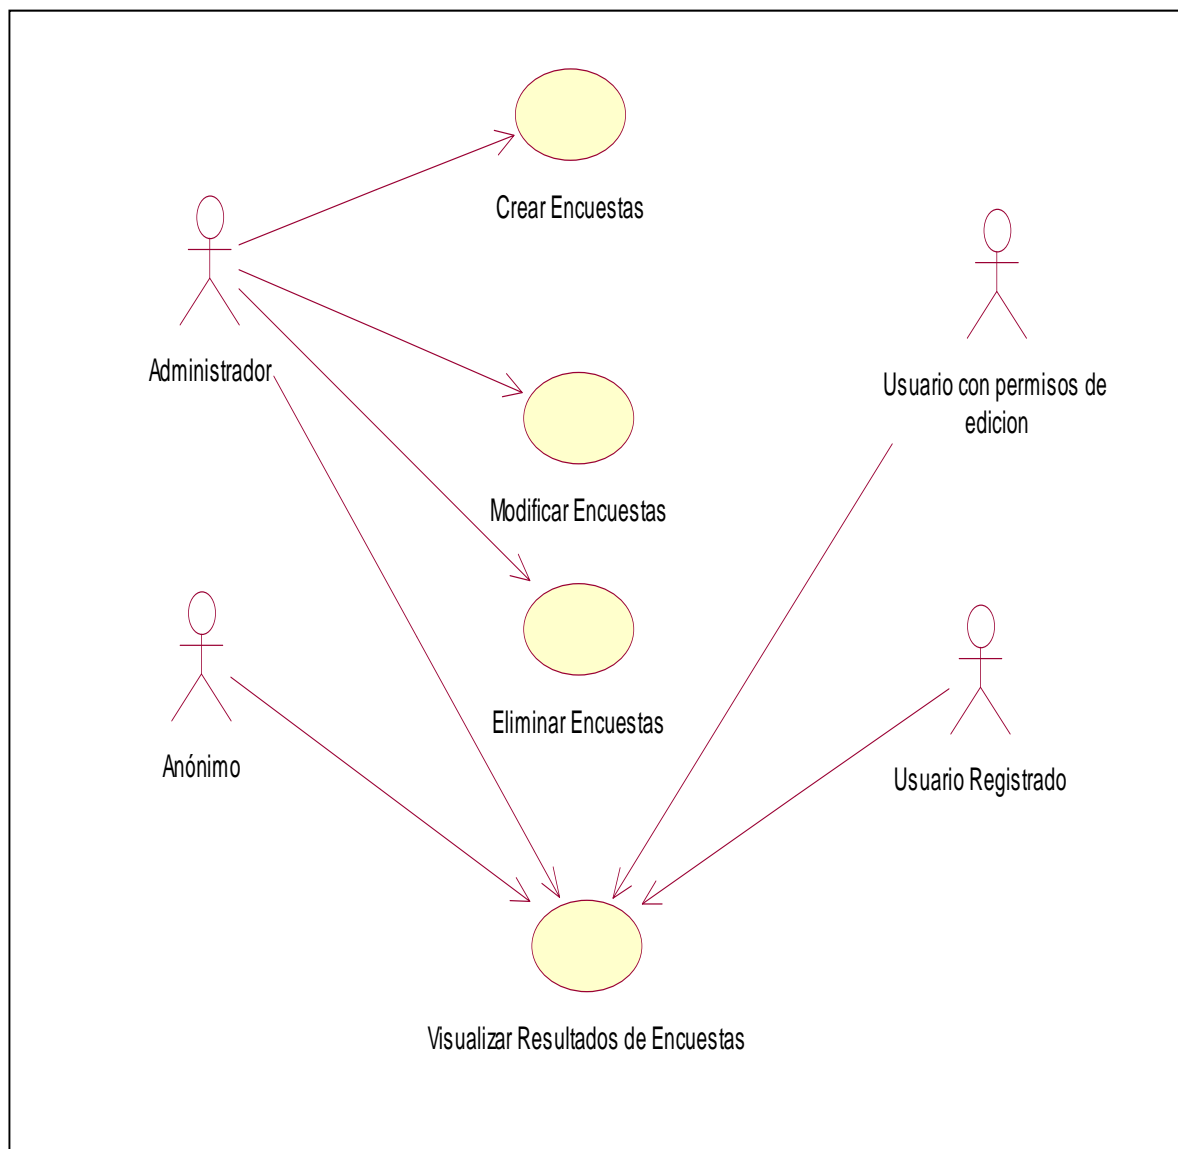 Crear Encuestas
Administrador
Usuario con permisos de
edicion
Modificar Encuestas
Eliminar Encuestas
Anónimo
Usuario Registrado
Visualizar Resultados de Encuestas